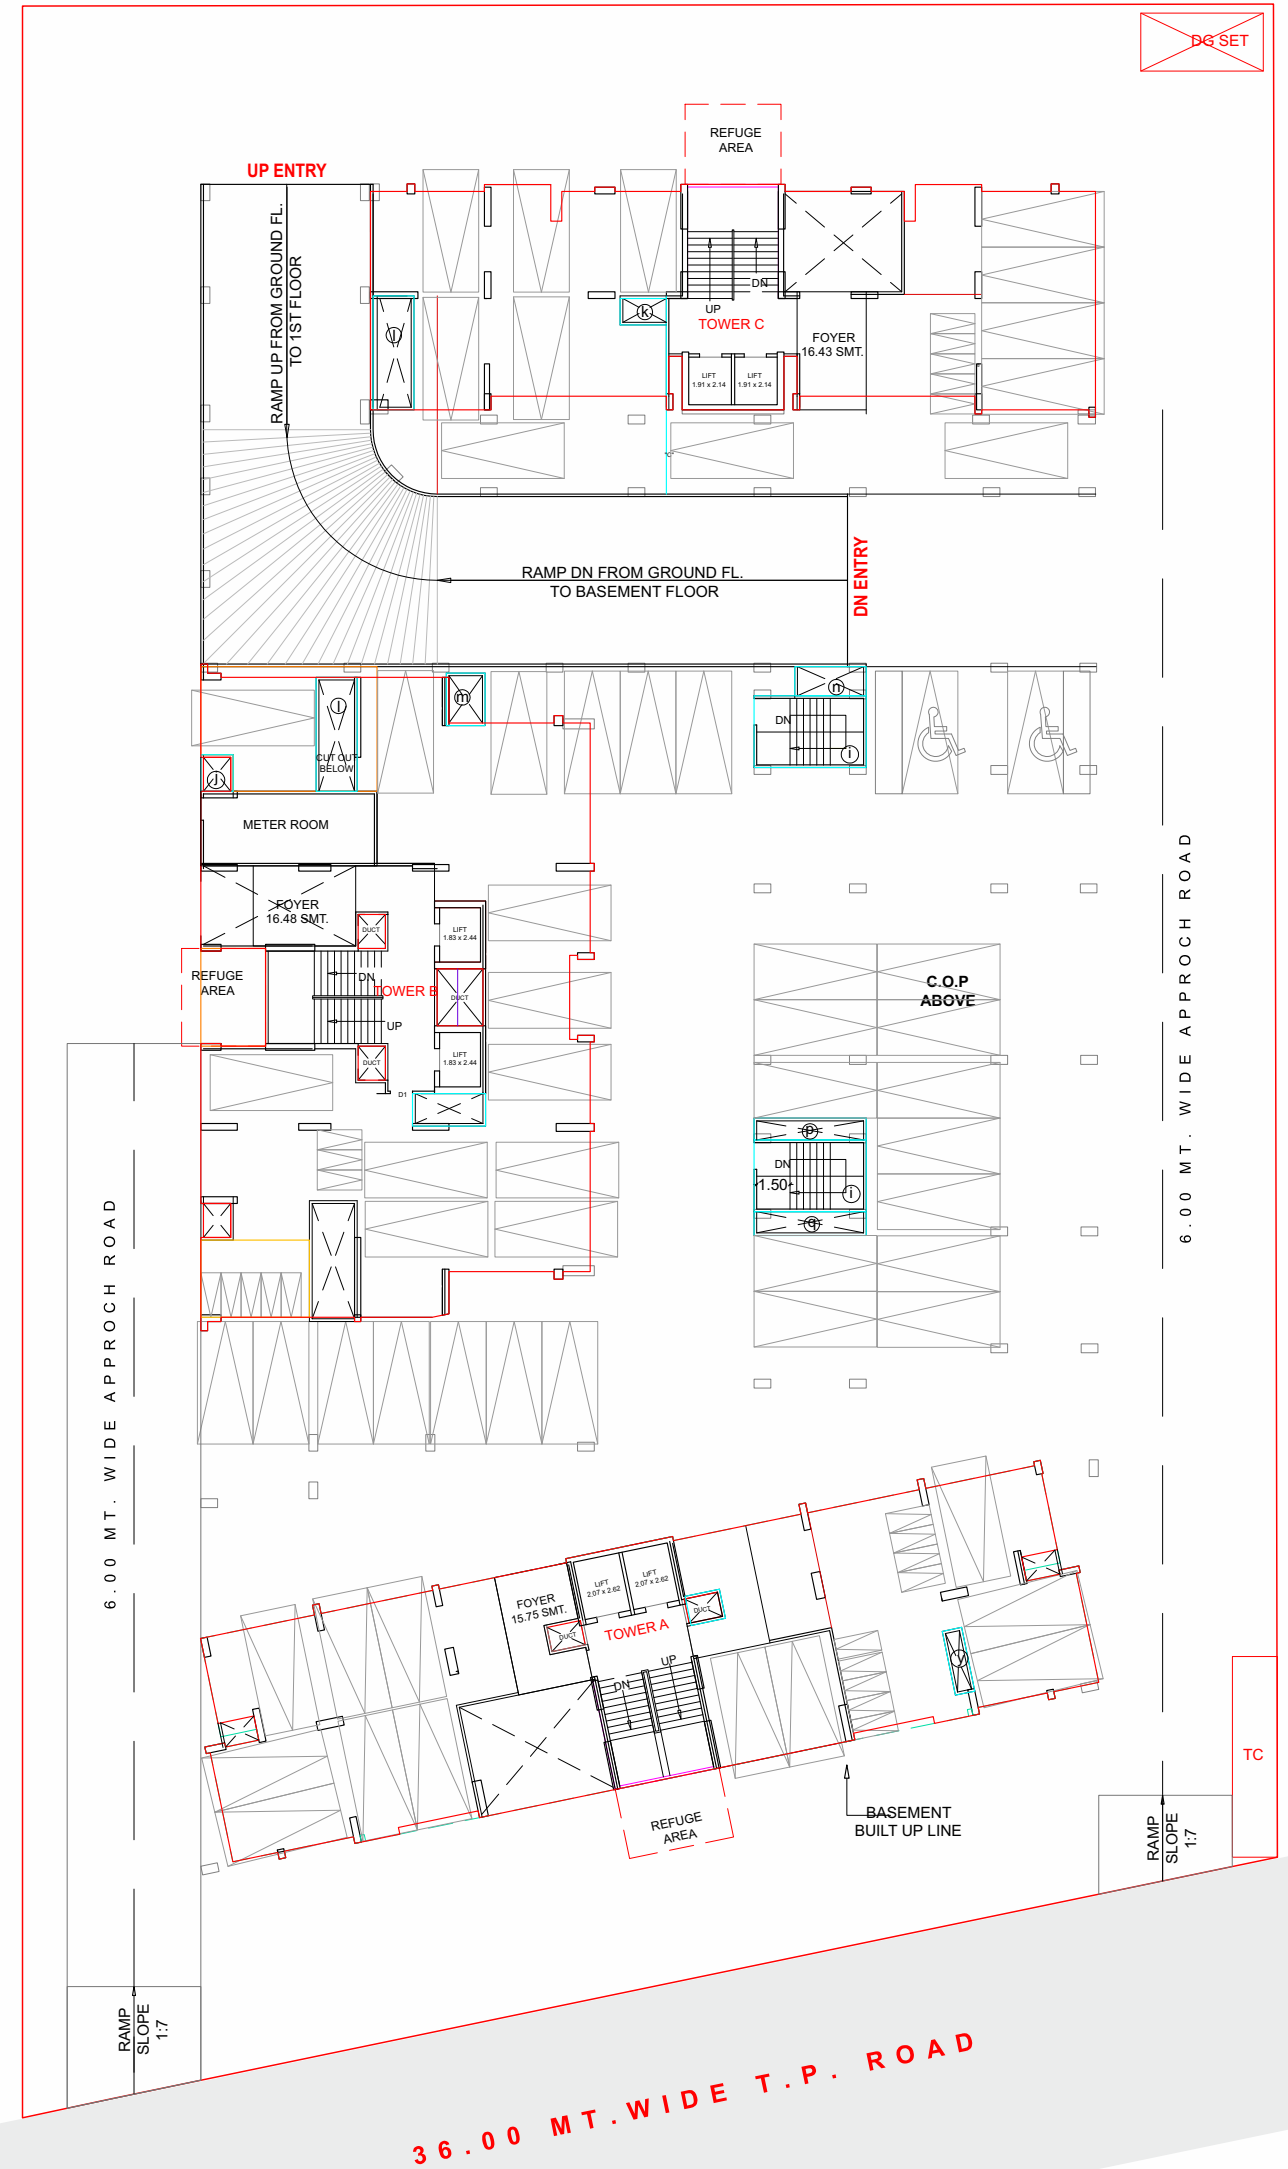 DG SET
REFUGE
AREA
UP ENTRY
RAMP UP FROM GROUND FL.
TO 1ST FLOOR
DN
UP
TOWER C
FOYER
16.43 SMT.
LIFT
1.91 x 2.14
LIFT
1.91 x 2.14
k
l
"C"
RAMP DN FROM GROUND FL.
TO BASEMENT FLOOR
DN ENTRY
l
m
n
DN
i
CUT OUT
BELOW
j
METER ROOM
FOYER
16.48 SMT.
DUCT
LIFT
1.83 x 2.44
REFUGE
AREA
DN
TOWER B
DUCT
UP
DUCT
LIFT
1.83 x 2.44
D1
C.O.P
ABOVE
p
DN
1.50
i
q
6.00 MT. WIDE APPROCH ROAD
6.00 MT. WIDE APPROCH ROAD
LIFT
2.07 x 2.62
LIFT
2.07 x 2.62
FOYER
15.75 SMT.
DUCT
DUCT
TOWER A
UP
DN
y
REFUGE
AREA
BASEMENT
BUILT UP LINE
TC
RAMP
SLOPE
1:7
RAMP
SLOPE
1:7
36.00 MT.WIDE T.P. ROAD